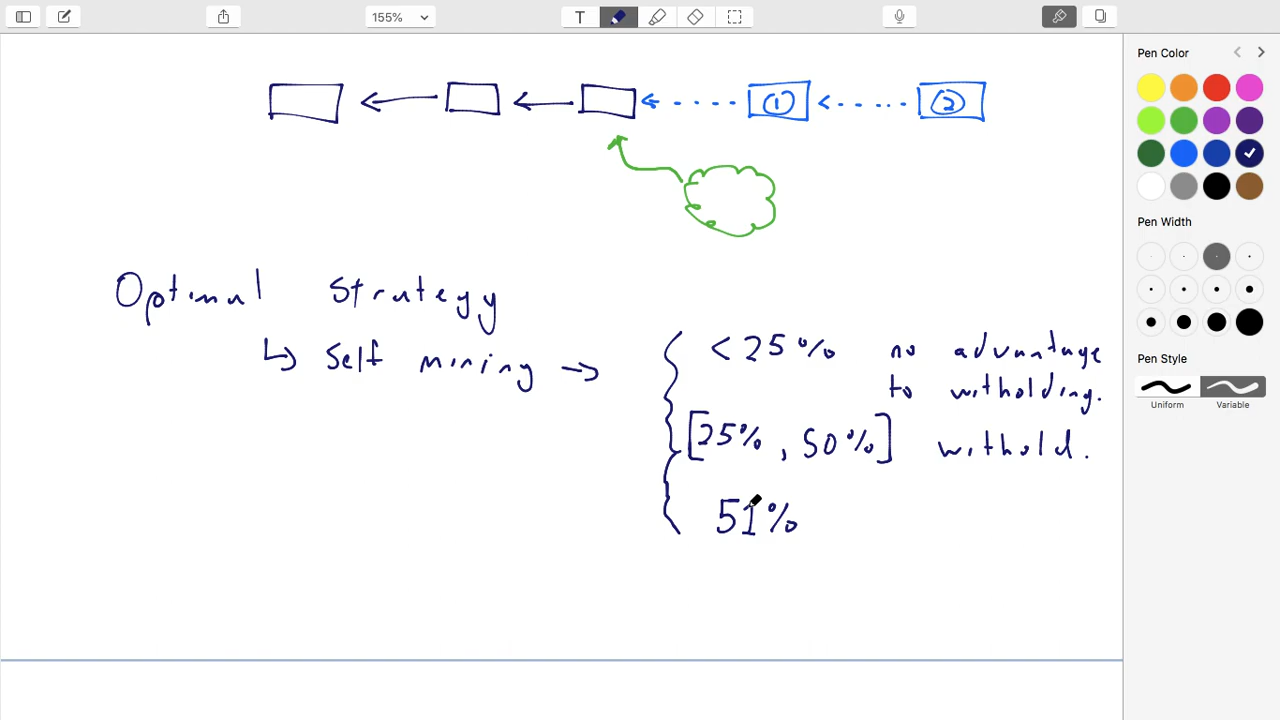 155%
T
Pen Color
① ②
Optimal Strategy
↳ Self mining →
< 25% no advantage
to witholding.
[25%, 50%] withold.
51%
Pen Width
Pen Style
Uniform Variable